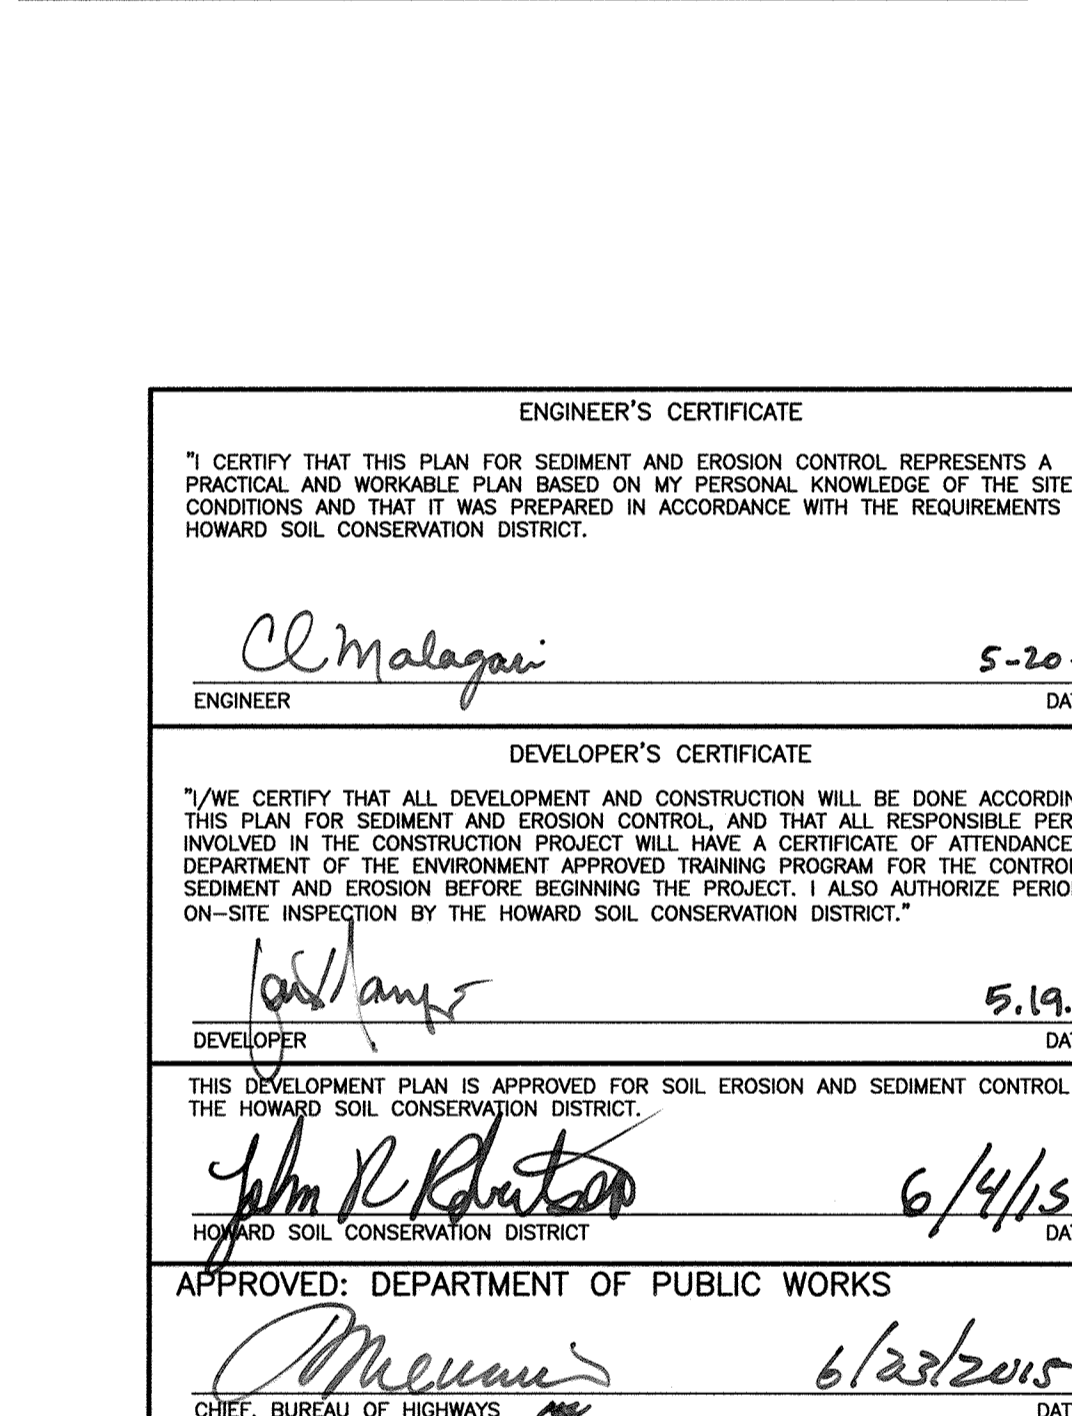 ENGINEER'S CERTIFICATE
"I CERTIFY THAT THIS PLAN FOR SEDIMENT AND EROSION CONTROL REPRESENTS A
PRACTICAL AND WORKABLE PLAN BASED ON MY PERSONAL KNOWLEDGE OF THE SITE
CONDITIONS AND THAT IT WAS PREPARED IN ACCORDANCE WITH THE REQUIREMENTS
HOWARD SOIL CONSERVATION DISTRICT.
Cl Malagari 5-20-
ENGINEER DA
DEVELOPER'S CERTIFICATE
"I/WE CERTIFY THAT ALL DEVELOPMENT AND CONSTRUCTION WILL BE DONE ACCORDIN
THIS PLAN FOR SEDIMENT AND EROSION CONTROL, AND THAT ALL RESPONSIBLE PER
INVOLVED IN THE CONSTRUCTION PROJECT WILL HAVE A CERTIFICATE OF ATTENDANCE
DEPARTMENT OF THE ENVIRONMENT APPROVED TRAINING PROGRAM FOR THE CONTROL
SEDIMENT AND EROSION BEFORE BEGINNING THE PROJECT. I ALSO AUTHORIZE PERIO
ON-SITE INSPECTION BY THE HOWARD SOIL CONSERVATION DISTRICT."
5.19.
DEVELOPER DA
THIS DEVELOPMENT PLAN IS APPROVED FOR SOIL EROSION AND SEDIMENT CONTROL
THE HOWARD SOIL CONSERVATION DISTRICT.
John R Robertson 6/4/15
HOWARD SOIL CONSERVATION DISTRICT DA
APPROVED: DEPARTMENT OF PUBLIC WORKS
6/23/2015
CHIEF, BUREAU OF HIGHWAYS DAT